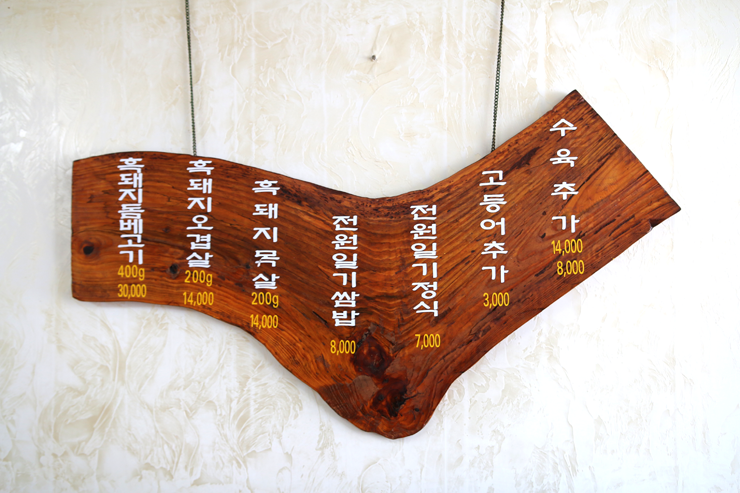 흑돼지돔베고기
400g
30,000
흑돼지오겹살
200g
14,000
흑돼지목살
200g
14,000
전원일기쌈밥
8,000
전원일기정식
7,000
고등어추가
3,000
수육추가
14,000
8,000